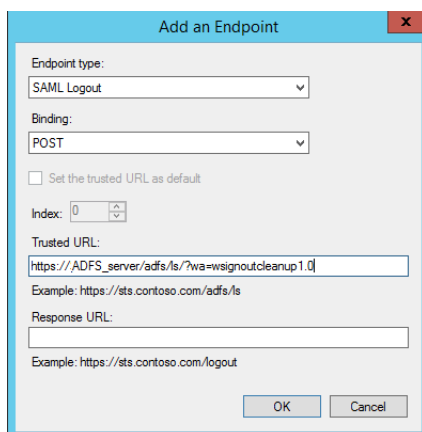 Add an Endpoint
x
Endpoint type:
SAML Logout
Binding:
POST
Set the trusted URL as default
Index: 0
Trusted URL:
https://.ADFS_server/adfs/ls/?wa=wsignoutcleanup1.0
Example: https://sts.contoso.com/adfs/ls
Response URL:
Example: https://sts.contoso.com/logout
OK Cancel